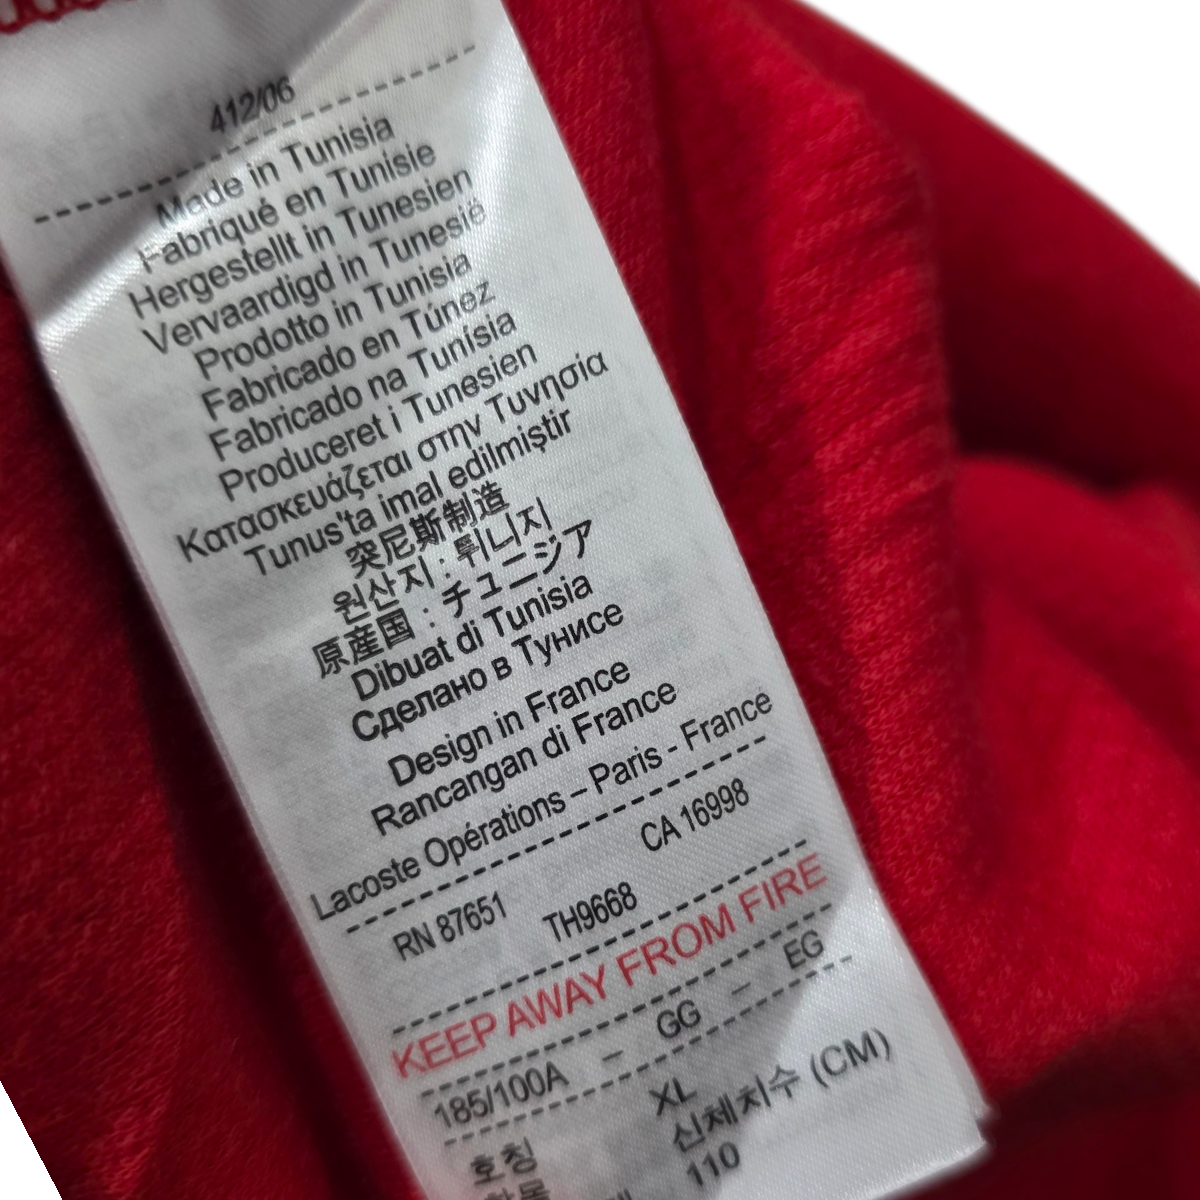 412/06
Made in Tunisia
Fabriqué en Tunisie
Hergestellt in Tunesien
Vervaardigd in Tunesië
Prodotto in Tunisia
Fabricado en Túnez
Fabricado na Tunísia
Produceret i Tunesien
Κατασκευάζεται στην Τυνησία
Tunus'ta imal edilmiştir
突尼斯制造
원산지 : 튀니지
原産国 : チュニジア
Dibuat di Tunisia
Сделано в Тунисе
Design in France
Rancangan di France
Lacoste Opérations – Paris - France
RN 87651 CA 16998
TH9668
KEEP AWAY FROM FIRE
185/100A – GG – EG
호칭 XL
신체치수 (CM)
110